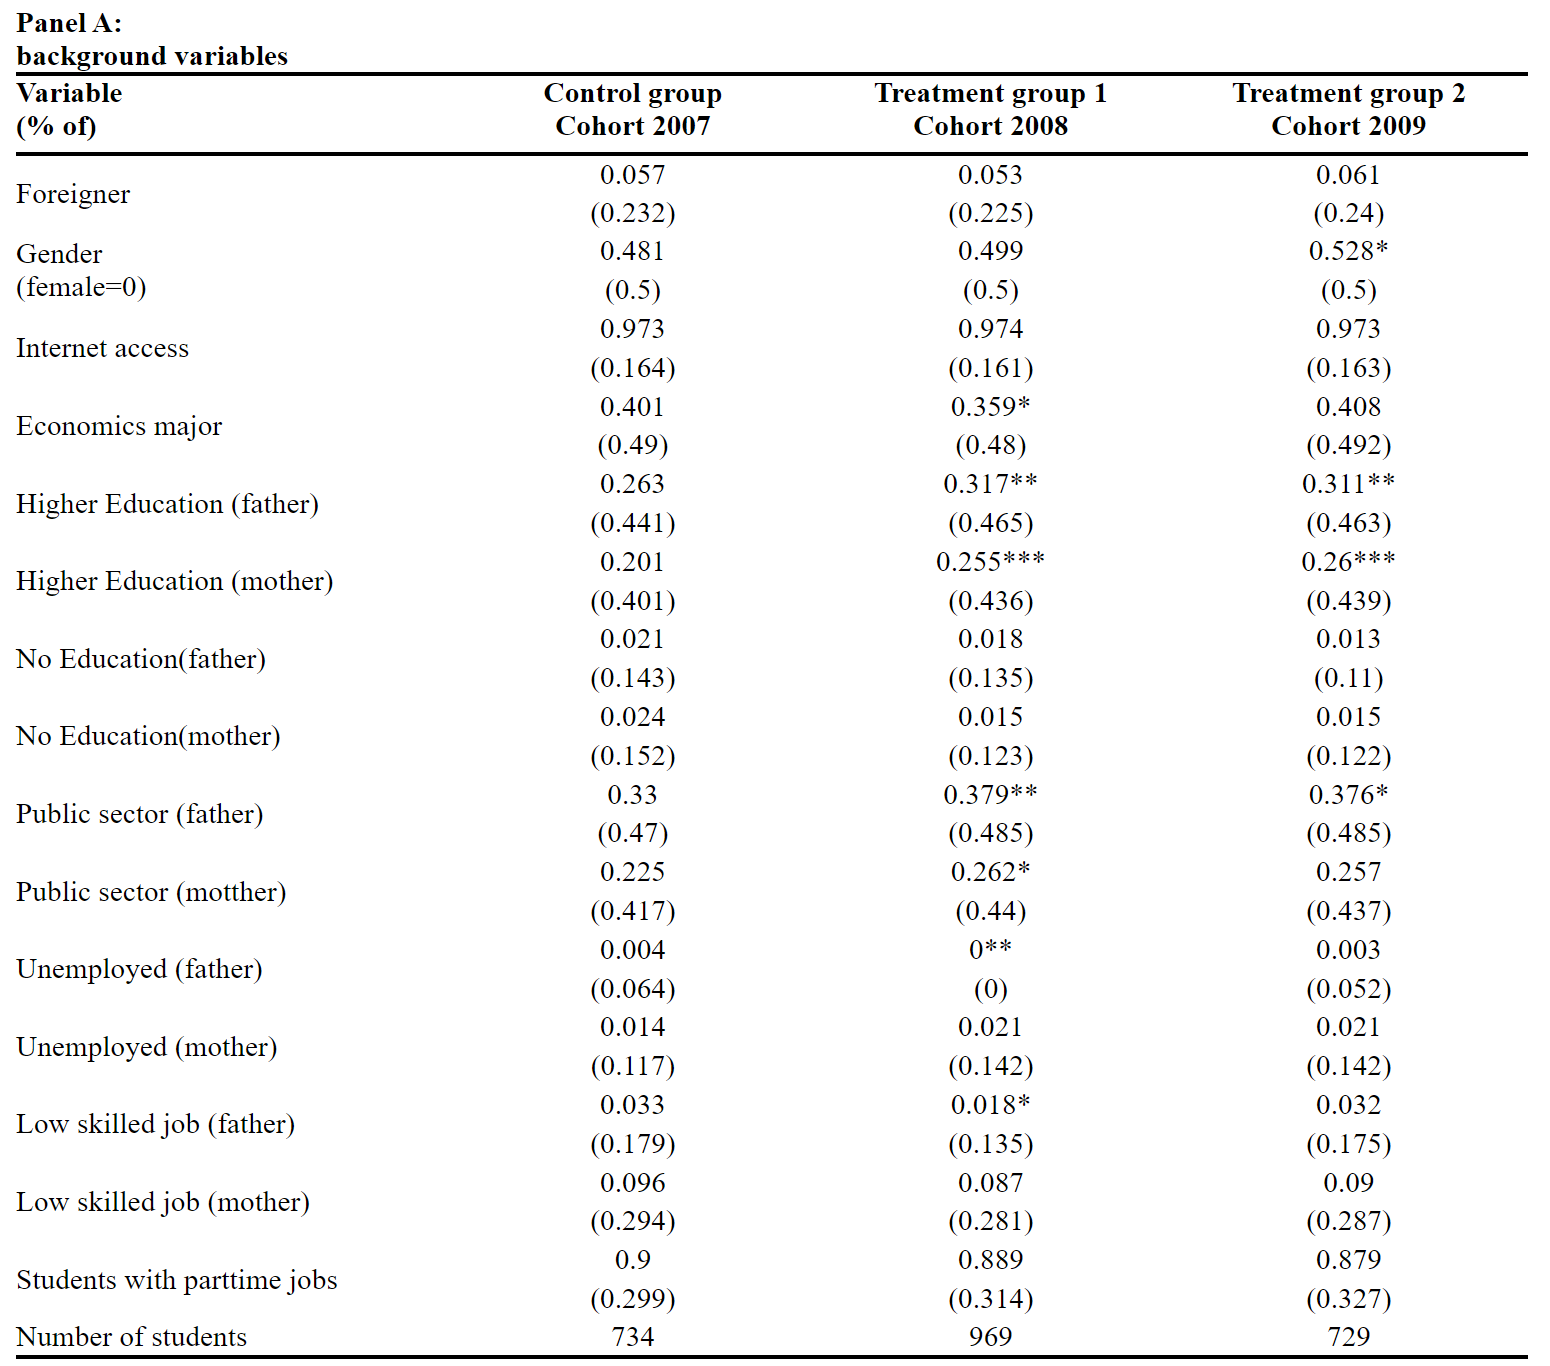 Panel A:
background variables
Variable Control group Treatment group 1 Treatment group 2
(% of) Cohort 2007 Cohort 2008 Cohort 2009
Foreigner 0.057 0.053 0.061
(0.232) (0.225) (0.24)
Gender 0.481 0.499 0.528*
(female=0) (0.5) (0.5) (0.5)
Internet access 0.973 0.974 0.973
(0.164) (0.161) (0.163)
Economics major 0.401 0.359* 0.408
(0.49) (0.48) (0.492)
Higher Education (father) 0.263 0.317** 0.311**
(0.441) (0.465) (0.463)
Higher Education (mother) 0.201 0.255*** 0.26***
(0.401) (0.436) (0.439)
No Education(father) 0.021 0.018 0.013
(0.143) (0.135) (0.11)
No Education(mother) 0.024 0.015 0.015
(0.152) (0.123) (0.122)
Public sector (father) 0.33 0.379** 0.376*
(0.47) (0.485) (0.485)
Public sector (motther) 0.225 0.262* 0.257
(0.417) (0.44) (0.437)
Unemployed (father) 0.004 0** 0.003
(0.064) (0) (0.052)
Unemployed (mother) 0.014 0.021 0.021
(0.117) (0.142) (0.142)
Low skilled job (father) 0.033 0.018* 0.032
(0.179) (0.135) (0.175)
Low skilled job (mother) 0.096 0.087 0.09
(0.294) (0.281) (0.287)
Students with parttime jobs 0.9 0.889 0.879
(0.299) (0.314) (0.327)
Number of students 734 969 729